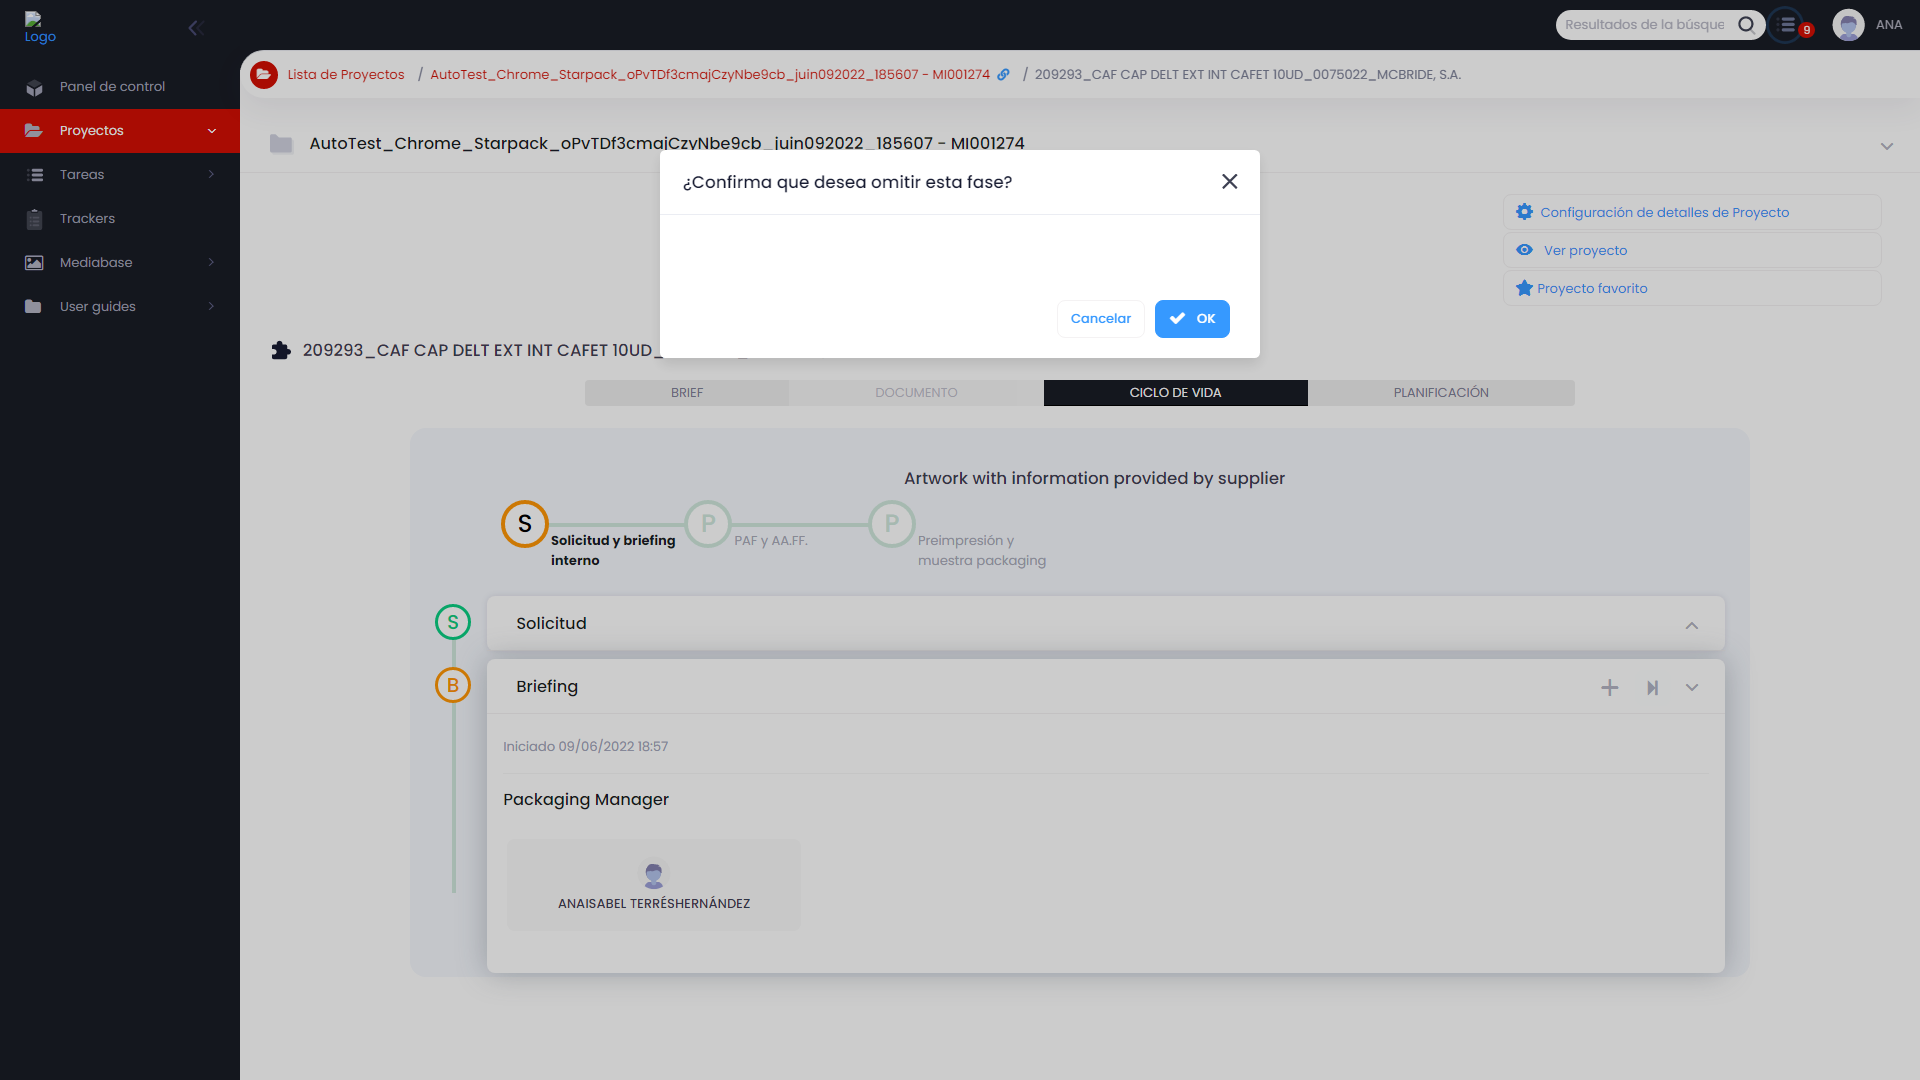 Logo
Resultados de la búsque
9
ANA
Panel de control
Proyectos
Tareas
Trackers
Mediabase
User guides
Lista de Proyectos / AutoTest_Chrome_Starpack_oPvTDf3cmajCzyNbe9cb_juin092022_185607 - MI001274 / 209293_CAF CAP DELT EXT INT CAFET 10UD_0075022_MCBRIDE, S.A.
AutoTest_Chrome_Starpack_oPvTDf3cmajCzyNbe9cb_juin092022_185607 - MI001274
¿Confirma que desea omitir esta fase?
Cancelar
OK
Configuración de detalles de Proyecto
Ver proyecto
Proyecto favorito
209293_CAF CAP DELT EXT INT CAFET 10UD_
BRIEF
DOCUMENTO
CICLO DE VIDA
PLANIFICACIÓN
Artwork with information provided by supplier
S
Solicitud y briefing
interno
P
PAF y AA.FF.
P
Preimpresión y
muestra packaging
S
Solicitud
B
Briefing
Iniciado 09/06/2022 18:57
Packaging Manager
ANAISABEL TERRÉSHERNÁNDEZ